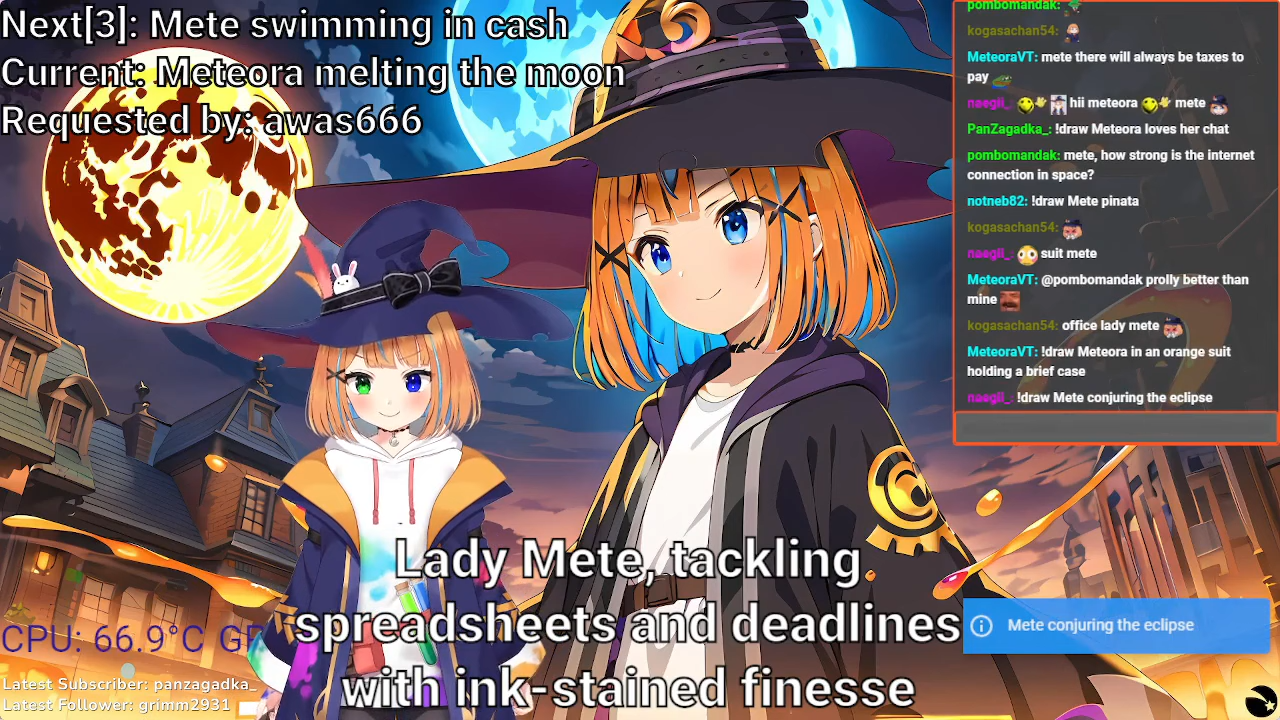 Next[3]: Mete swimming in cash
Current: Meteora melting the moon
Requested by: awas666
pombomandak:
kogasachan54:
MeteoraVT: mete there will always be taxes to
pay
naegli_: hii meteora mete
PanZagadka_: !draw Meteora loves her chat
pombomandak: mete, how strong is the internet
connection in space?
notneb82: !draw Mete pinata
kogasachan54:
naegli_: suit mete
MeteoraVT: @pombomandak prolly better than
mine
kogasachan54: office lady mete
MeteoraVT: !draw Meteora in an orange suit
holding a brief case
naegli_: !draw Mete conjuring the eclipse
Lady Mete, tackling
spreadsheets and deadlines
with ink-stained finesse
Mete conjuring the eclipse
CPU: 66.9°C GP
Latest Subscriber: panzagadka_
Latest Follower: grimm2931